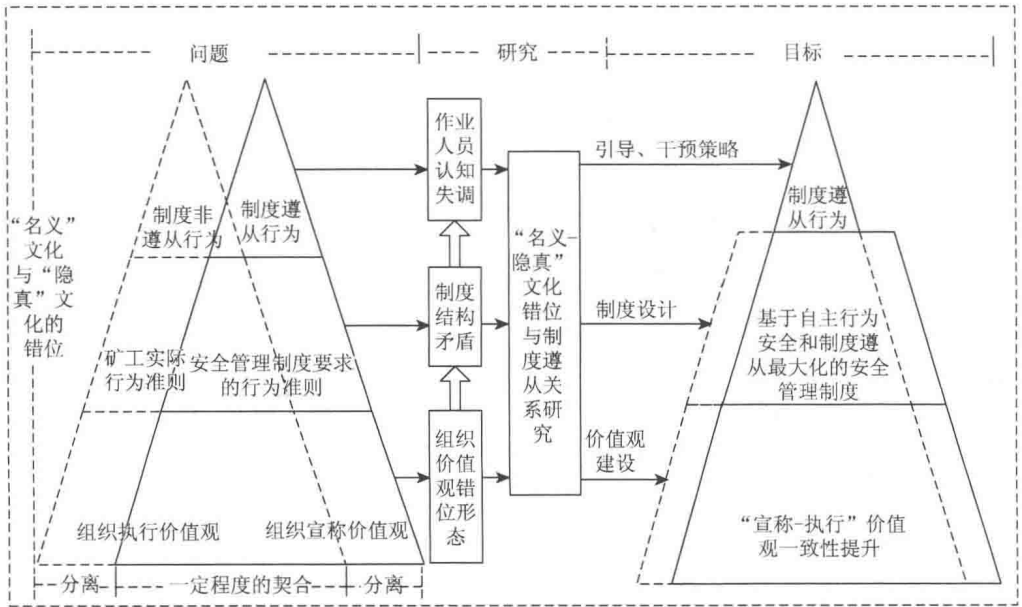 问题
研究
目标
“名义”
文化
与“隐
真”文
化的
错位
制度非
遵从行为
制度遵
从行为
矿工实际
行为准则
安全管理制度要求
的行为准则
组织执行价值观
组织宣称价值观
分离
一定程度的契合
分离
作业
人员
认知
失调
制度
结构
矛盾
组织
价值
观错
位形
态
“名义-
隐真”
文化
错位
与制
度遵
从关
系研
究
引导、干预策略
制度设计
价值观
建设
制度遵
从行为
基于自主行为
安全和制度遵
从最大化的安全
管理制度
“宣称-执行”价值
观一致性提升